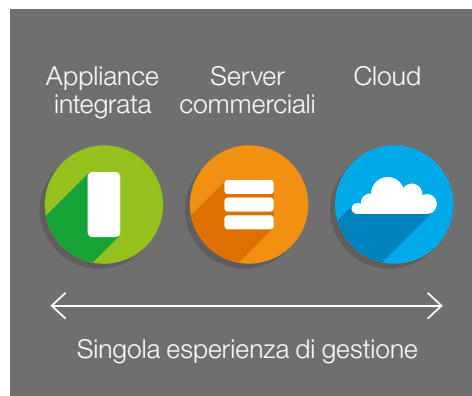 Appliance
integrata
Server
commerciali
Cloud
Singola esperienza di gestione